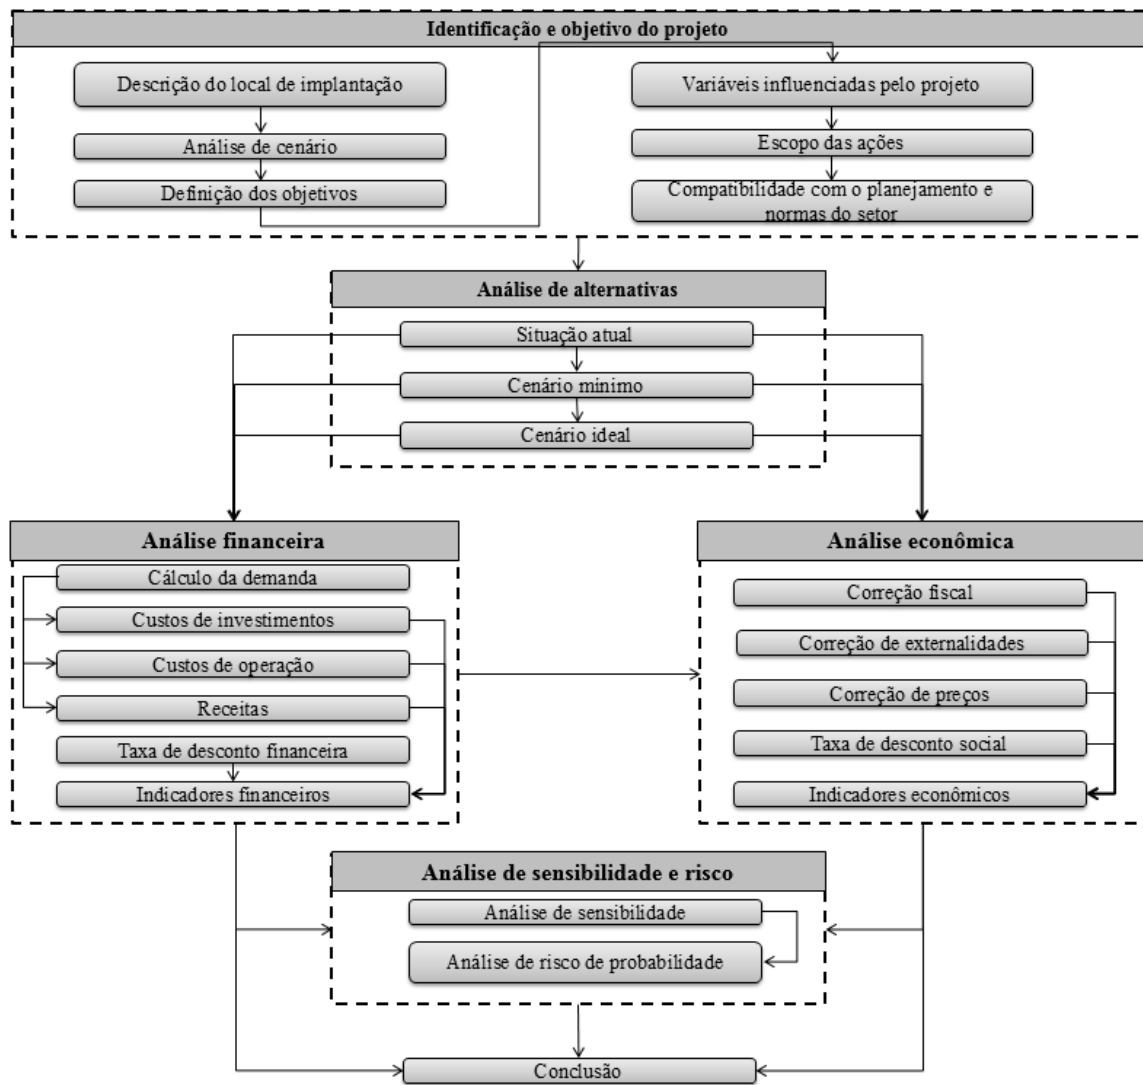 Identificação e objetivo do projeto
Descrição do local de implantação
Análise de cenário
Definição dos objetivos
Variáveis influenciadas pelo projeto
Escopo das ações
Compatibilidade com o planejamento e
normas do setor
Análise de alternativas
Situação atual
Cenário mínimo
Cenário ideal
Análise financeira
Cálculo da demanda
Custos de investimentos
Custos de operação
Receitas
Taxa de desconto financeira
Indicadores financeiros
Análise econômica
Correção fiscal
Correção de externalidades
Correção de preços
Taxa de desconto social
Indicadores econômicos
Análise de sensibilidade e risco
Análise de sensibilidade
Análise de risco de probabilidade
Conclusão